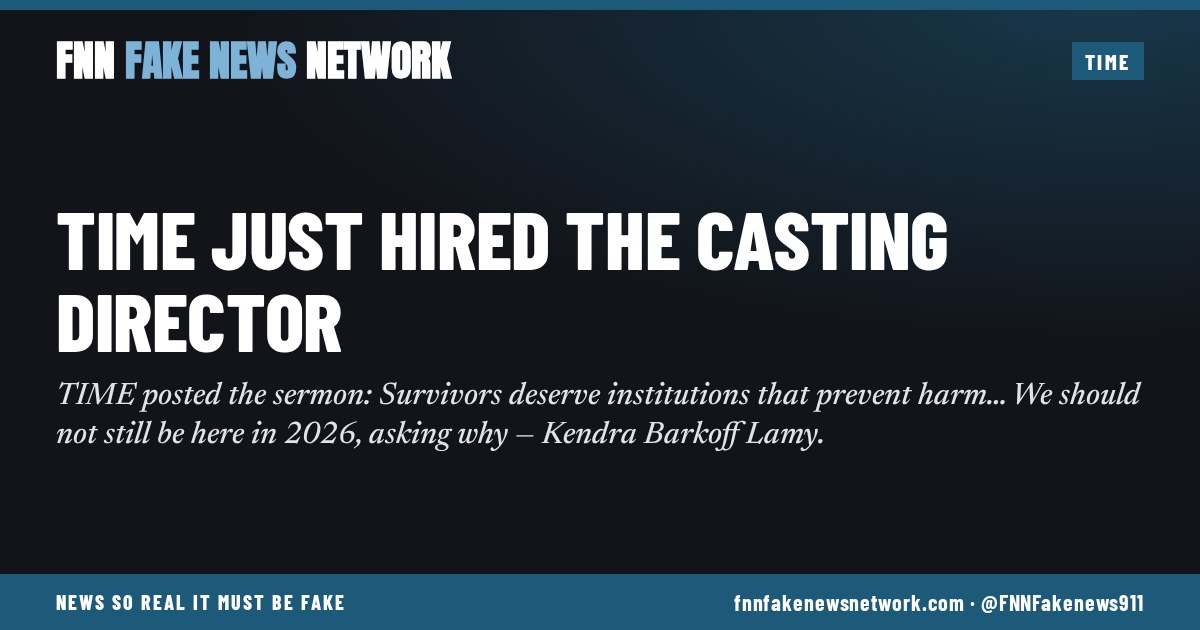 FNN FAKE NEWS NETWORK
TIME
TIME JUST HIRED THE CASTING
DIRECTOR
TIME posted the sermon: Survivors deserve institutions that prevent harm... We should
not still be here in 2026, asking why – Kendra Barkoff Lamy.
NEWS SO REAL IT MUST BE FAKE
fnnfakenewsnetwork.com · @FNNFakenews911